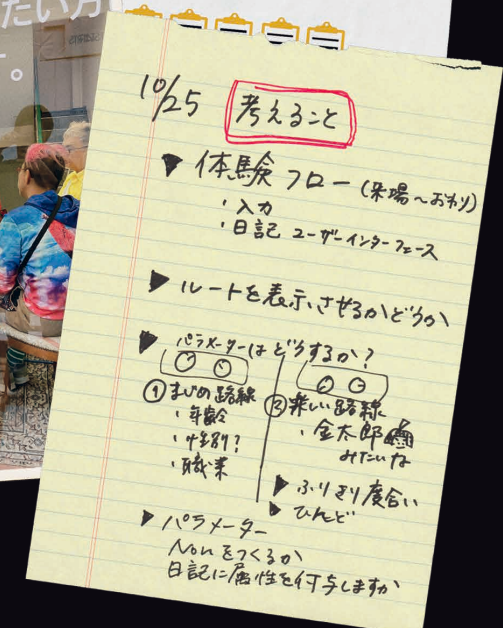 たい方
す。
10/25 考えること
▶ 体験フロー(来場〜おわり)
・入力
・日記 ユーザーインターフェース
▶ ルートを表示させるかどうか
▶ パラメーターはどうするか?
① まじめ路線
・年齢
・性別?
・職業
② 楽しい路線
・金太郎
みたいな
▶ ふりきり度合い
▶ ひんど
▶ パラメーター
Nonをつくるか
日記に属性を付与しますか